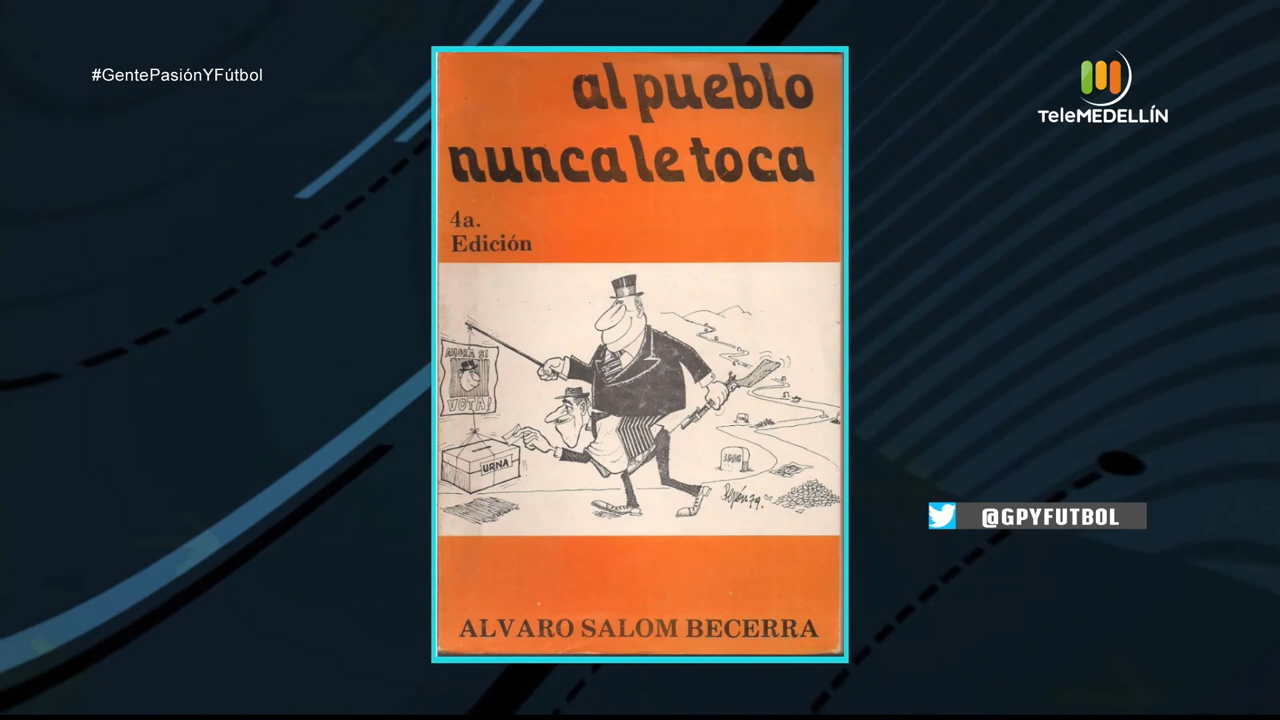 #GentePasiónYFútbol
TeleMEDELLÍN
al pueblo
nunca le toca
4a.
Edición
AHORA SI
VOTA!
URNA
ALVARO SALOM BECERRA
@GPYFUTBOL